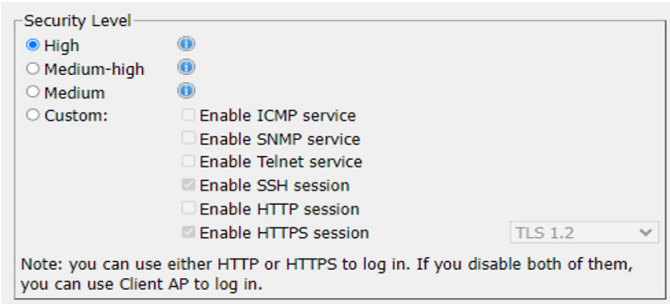 Security Level
High
Medium-high
Medium
Custom: Enable ICMP service
Enable SNMP service
Enable Telnet service
Enable SSH session
Enable HTTP session
Enable HTTPS session TLS 1.2
Note: you can use either HTTP or HTTPS to log in. If you disable both of them,
you can use Client AP to log in.